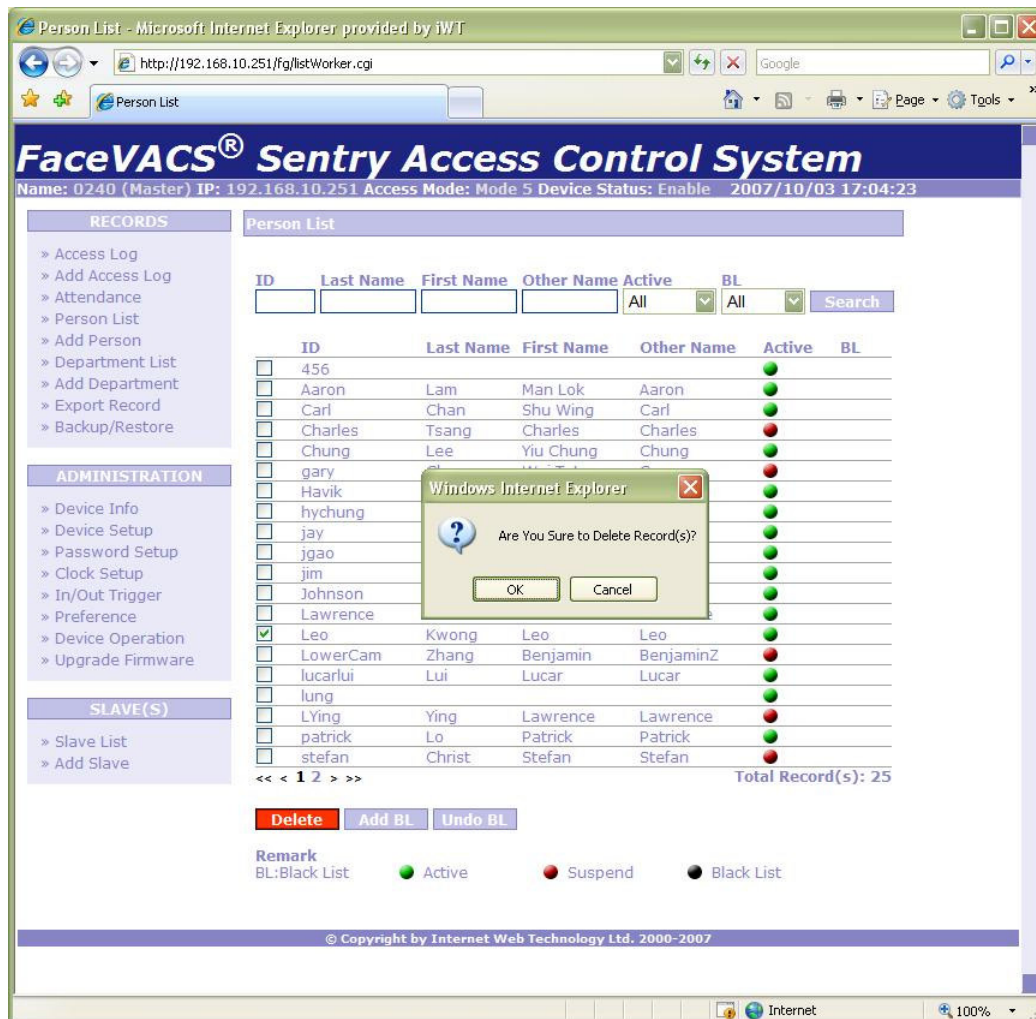 Person List - Microsoft Internet Explorer provided by iWT
http://192.168.10.251/fg/listWorker.cgi
Google
Person List
Page
Tools
FaceVACS® Sentry Access Control System
Name: 0240 (Master) IP: 192.168.10.251 Access Mode: Mode 5 Device Status: Enable 2007/10/03 17:04:23
RECORDS
» Access Log
» Add Access Log
» Attendance
» Person List
» Add Person
» Department List
» Add Department
» Export Record
» Backup/Restore
ADMINISTRATION
» Device Info
» Device Setup
» Password Setup
» Clock Setup
» In/Out Trigger
» Preference
» Device Operation
» Upgrade Firmware
SLAVE(S)
» Slave List
» Add Slave
Person List
ID Last Name First Name Other Name Active BL
All All Search
ID Last Name First Name Other Name Active BL
456
Aaron Lam Man Lok Aaron
Carl Chan Shu Wing Carl
Charles Tsang Charles Charles
Chung Lee Yiu Chung Chung
gary
Havik
hychung
jay
jgao
jim
Johnson
Lawrence
Leo Kwong Leo Leo
LowerCam Zhang Benjamin BenjaminZ
lucarlui Lui Lucar Lucar
lung
LYing Ying Lawrence Lawrence
patrick Lo Patrick Patrick
stefan Christ Stefan Stefan
<< < 1 2 > >> Total Record(s): 25
Windows Internet Explorer
Are You Sure to Delete Record(s)?
OK Cancel
Delete Add BL Undo BL
Remark
BL:Black List Active Suspend Black List
© Copyright by Internet Web Technology Ltd. 2000-2007
Internet 100%